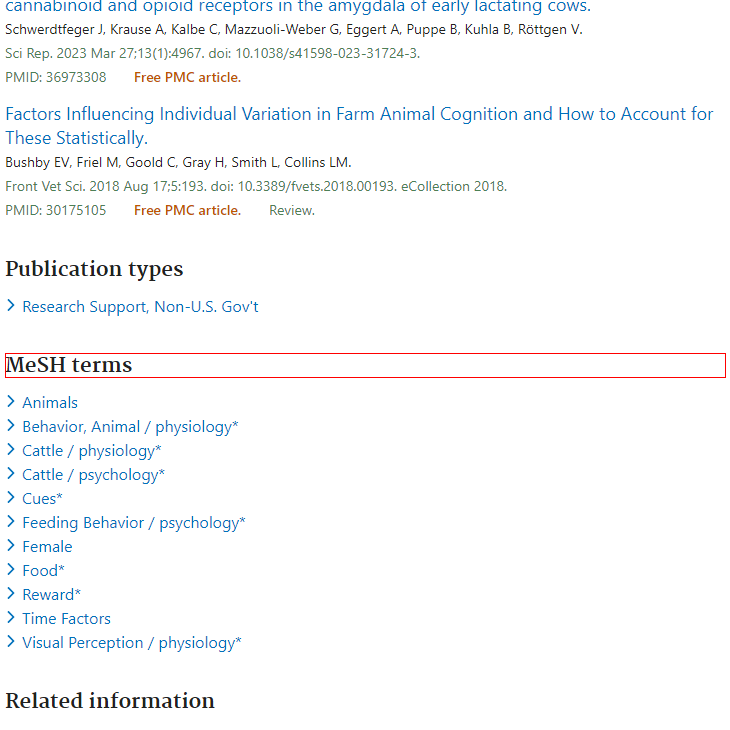 cannabinoid and opioid receptors in the amygdala of early lactating cows.
Schwerdtfeger J, Krause A, Kalbe C, Mazzuoli-Weber G, Eggert A, Puppe B, Kuhla B, Röttgen V.
Sci Rep. 2023 Mar 27;13(1):4967. doi: 10.1038/s41598-023-31724-3.
PMID: 36973308 Free PMC article.
Factors Influencing Individual Variation in Farm Animal Cognition and How to Account for
These Statistically.
Bushby EV, Friel M, Goold C, Gray H, Smith L, Collins LM.
Front Vet Sci. 2018 Aug 17;5:193. doi: 10.3389/fvets.2018.00193. eCollection 2018.
PMID: 30175105 Free PMC article. Review.
Publication types
Research Support, Non-U.S. Gov't
MeSH terms
Animals
Behavior, Animal / physiology*
Cattle / physiology*
Cattle / psychology*
Cues*
Feeding Behavior / psychology*
Female
Food*
Reward*
Time Factors
Visual Perception / physiology*
Related information